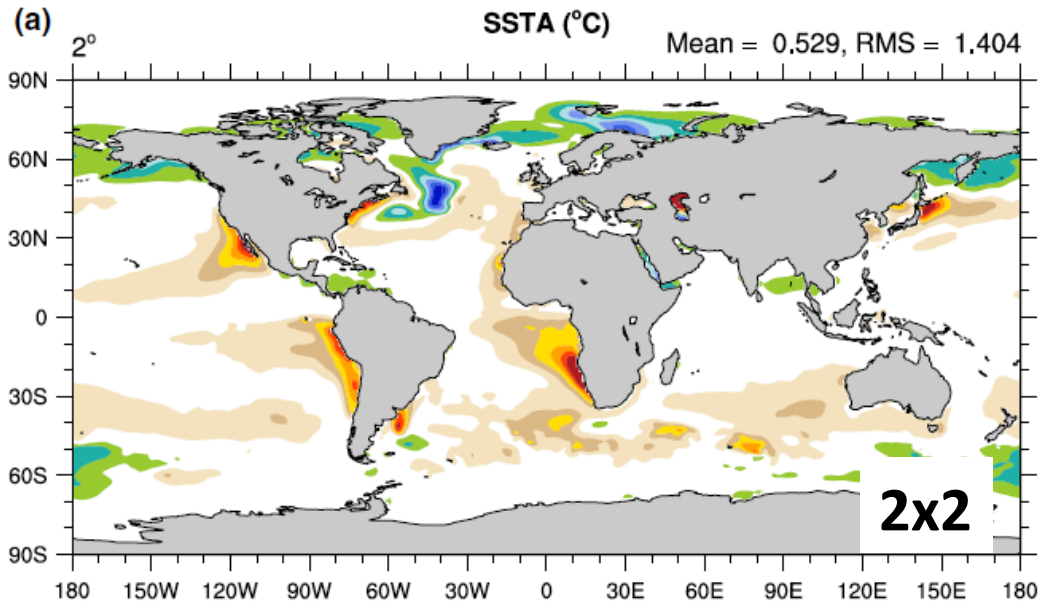 (a)
SSTA (°C)
2°
Mean = 0.529, RMS = 1.404
90N
60N
30N
0
30S
60S
90S
2x2
180 150W 120W 90W 60W 30W 0 30E 60E 90E 120E 150E 180